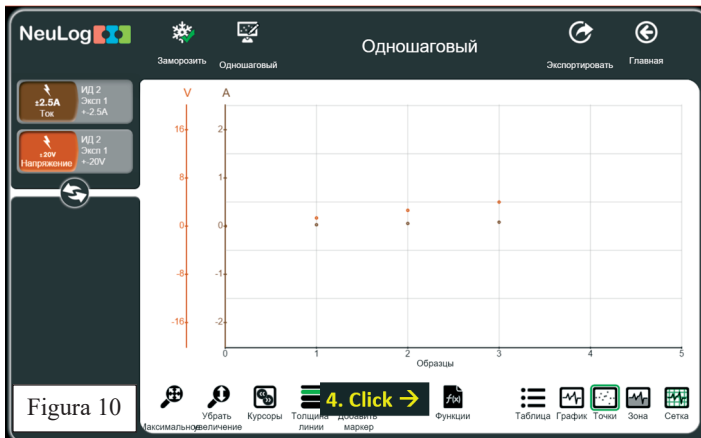 NeuLog
Заморозить
Одношаговый
Одношаговый
Экспортировать
Главная
±2.5A
Ток
ИД 2
Эксп 1
+-2.5A
±20V
Напряжение
ИД 2
Эксп 1
+-20V
V A
16 2
8 1
0 0
-8 -1
-16 -2
0 1 2 3 4 5
Образцы
Figura 10
4. Click →
f(x)
Максимальное
Убрать
увеличение
Курсоры
Толщина
линии
Добавить
маркер
Функции
Таблица
График
Точки
Зона
Сетка